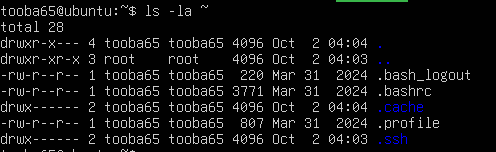 tooba65@ubuntu:~$ ls -la ~
total 28
drwxr-x--- 4 tooba65 tooba65 4096 Oct  2 04:04 .
drwxr-xr-x 3 root    root    4096 Oct  2 04:03 ..
-rw-r--r-- 1 tooba65 tooba65  220 Mar 31  2024 .bash_logout
-rw-r--r-- 1 tooba65 tooba65 3771 Mar 31  2024 .bashrc
drwx------ 2 tooba65 tooba65 4096 Oct  2 04:04 .cache
-rw-r--r-- 1 tooba65 tooba65  807 Mar 31  2024 .profile
drwx------ 2 tooba65 tooba65 4096 Oct  2 04:03 .ssh